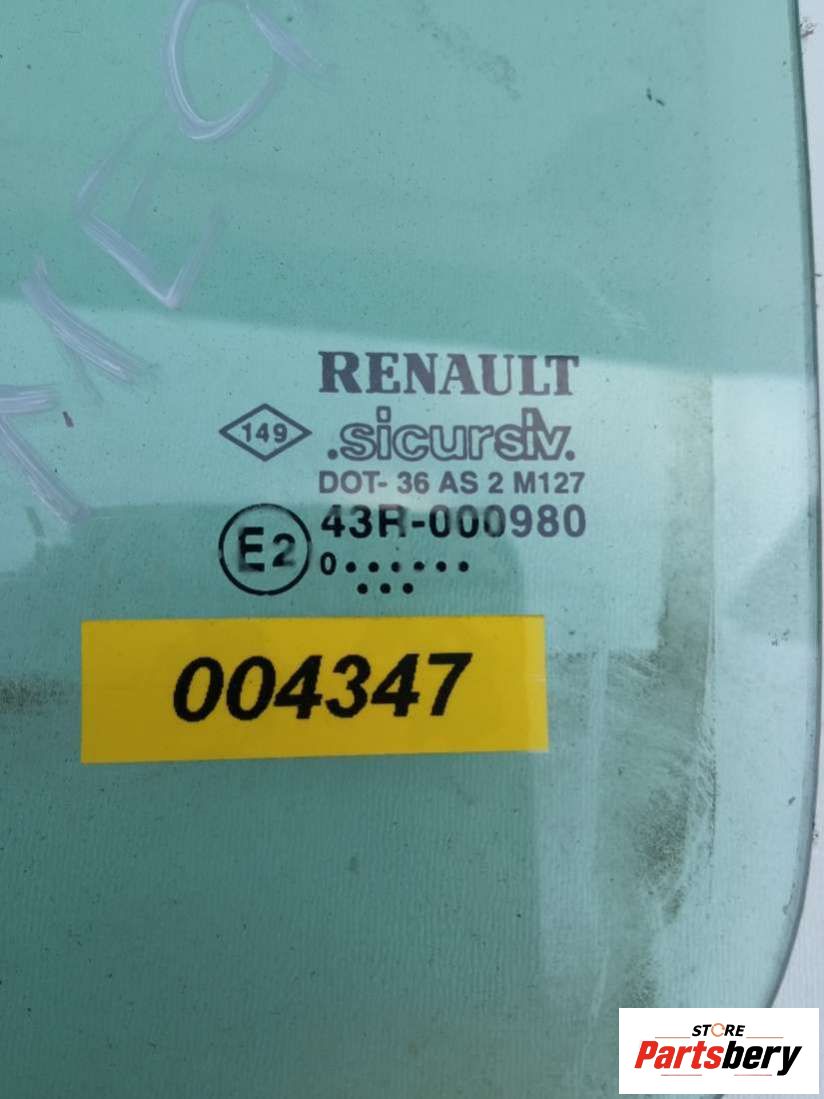 RENAULT
149
.sicursiv.
DOT- 36 AS 2 M127
E2
43R-000980
0••••••
•••
004347
STORE
Partsbery